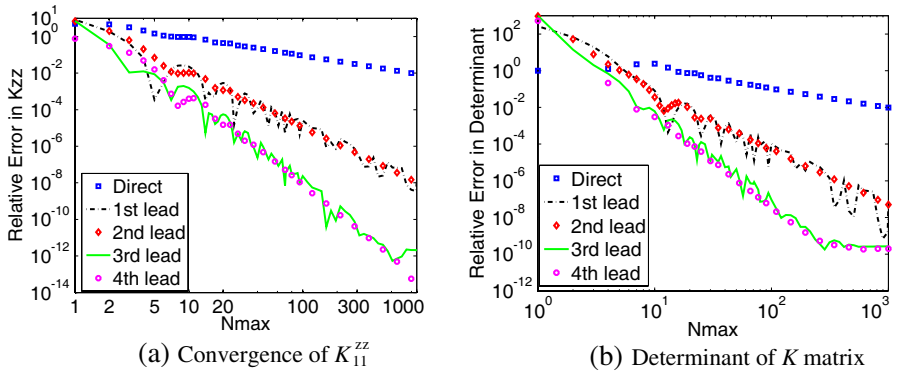 Relative Error in Kzz
10^2
10^0
10^-2
10^-4
10^-6
10^-8
10^-10
10^-12
10^-14
Direct
1st lead
2nd lead
3rd lead
4th lead
1 2 5 10 20 100 300 1000
Nmax
(a) Convergence of K_11^zz
Relative Error in Determinant
10^2
10^0
10^-2
10^-4
10^-6
10^-8
10^-10
10^-12
Direct
1st lead
2nd lead
3rd lead
4th lead
10^0 10^1 10^2 10^3
Nmax
(b) Determinant of K matrix